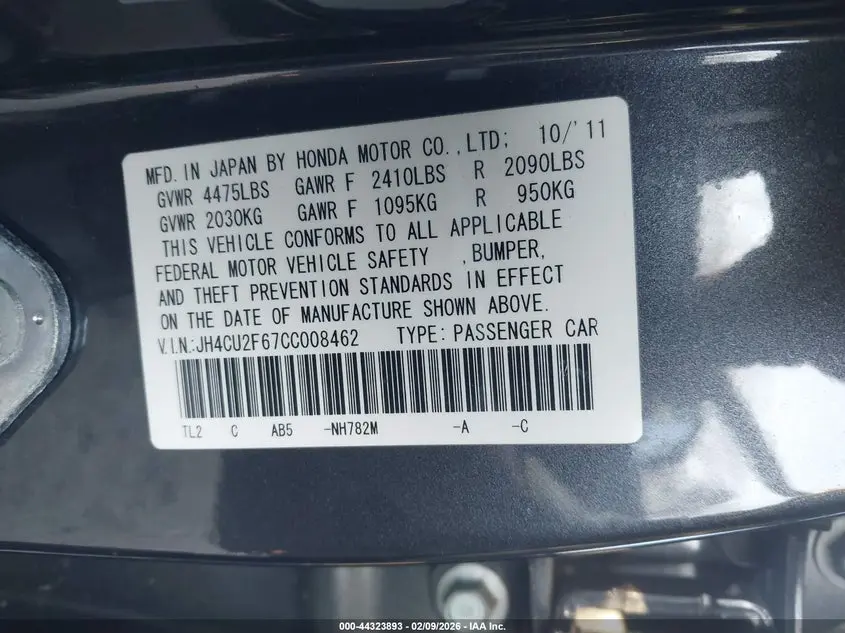 MFD. IN JAPAN BY HONDA MOTOR CO.,LTD; 10/'11
GVWR 4475LBS GAWR F 2410LBS R 2090LBS
GVWR 2030KG GAWR F 1095KG R 950KG
THIS VEHICLE CONFORMS TO ALL APPLICABLE
FEDERAL MOTOR VEHICLE SAFETY ,BUMPER,
AND THEFT PREVENTION STANDARDS IN EFFECT
ON THE DATE OF MANUFACTURE SHOWN ABOVE.
V.I.N.:JH4CU2F67CC008462 TYPE: PASSENGER CAR
TL2 C AB5 -NH782M -A -C
000-44323893 - 02/09/2026 - IAA Inc.